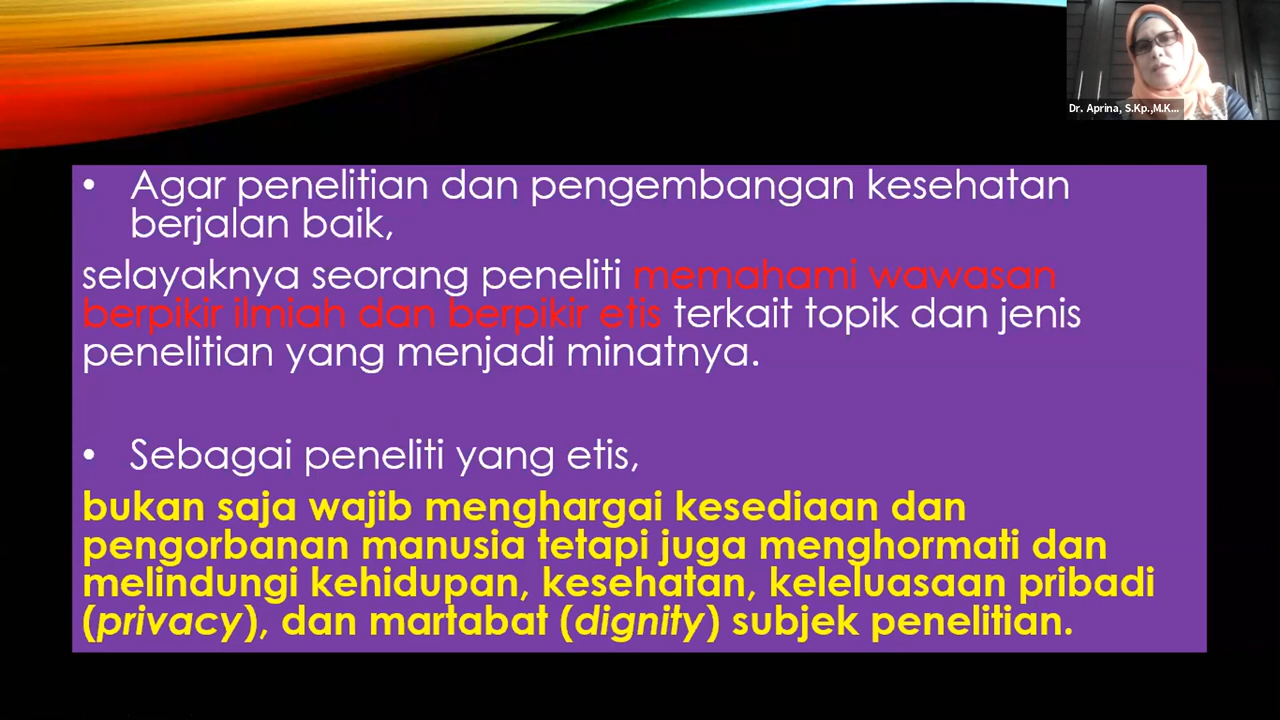 Dr. Aprina, S.Kp.,M.K...
• Agar penelitian dan pengembangan kesehatan
berjalan baik,
selayaknya seorang peneliti memahami wawasan
berpikir ilmiah dan berpikir etis terkait topik dan jenis
penelitian yang menjadi minatnya.
• Sebagai peneliti yang etis,
bukan saja wajib menghargai kesediaan dan
pengorbanan manusia tetapi juga menghormati dan
melindungi kehidupan, kesehatan, keleluasaan pribadi
(privacy), dan martabat (dignity) subjek penelitian.